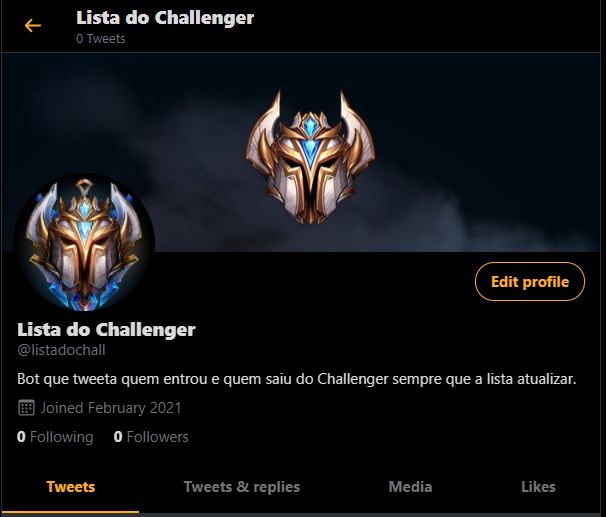 Lista do Challenger
0 Tweets
Edit profile
Lista do Challenger
@listadochall
Bot que tweeta quem entrou e quem saiu do Challenger sempre que a lista atualizar.
Joined February 2021
0 Following 0 Followers
Tweets Tweets & replies Media Likes